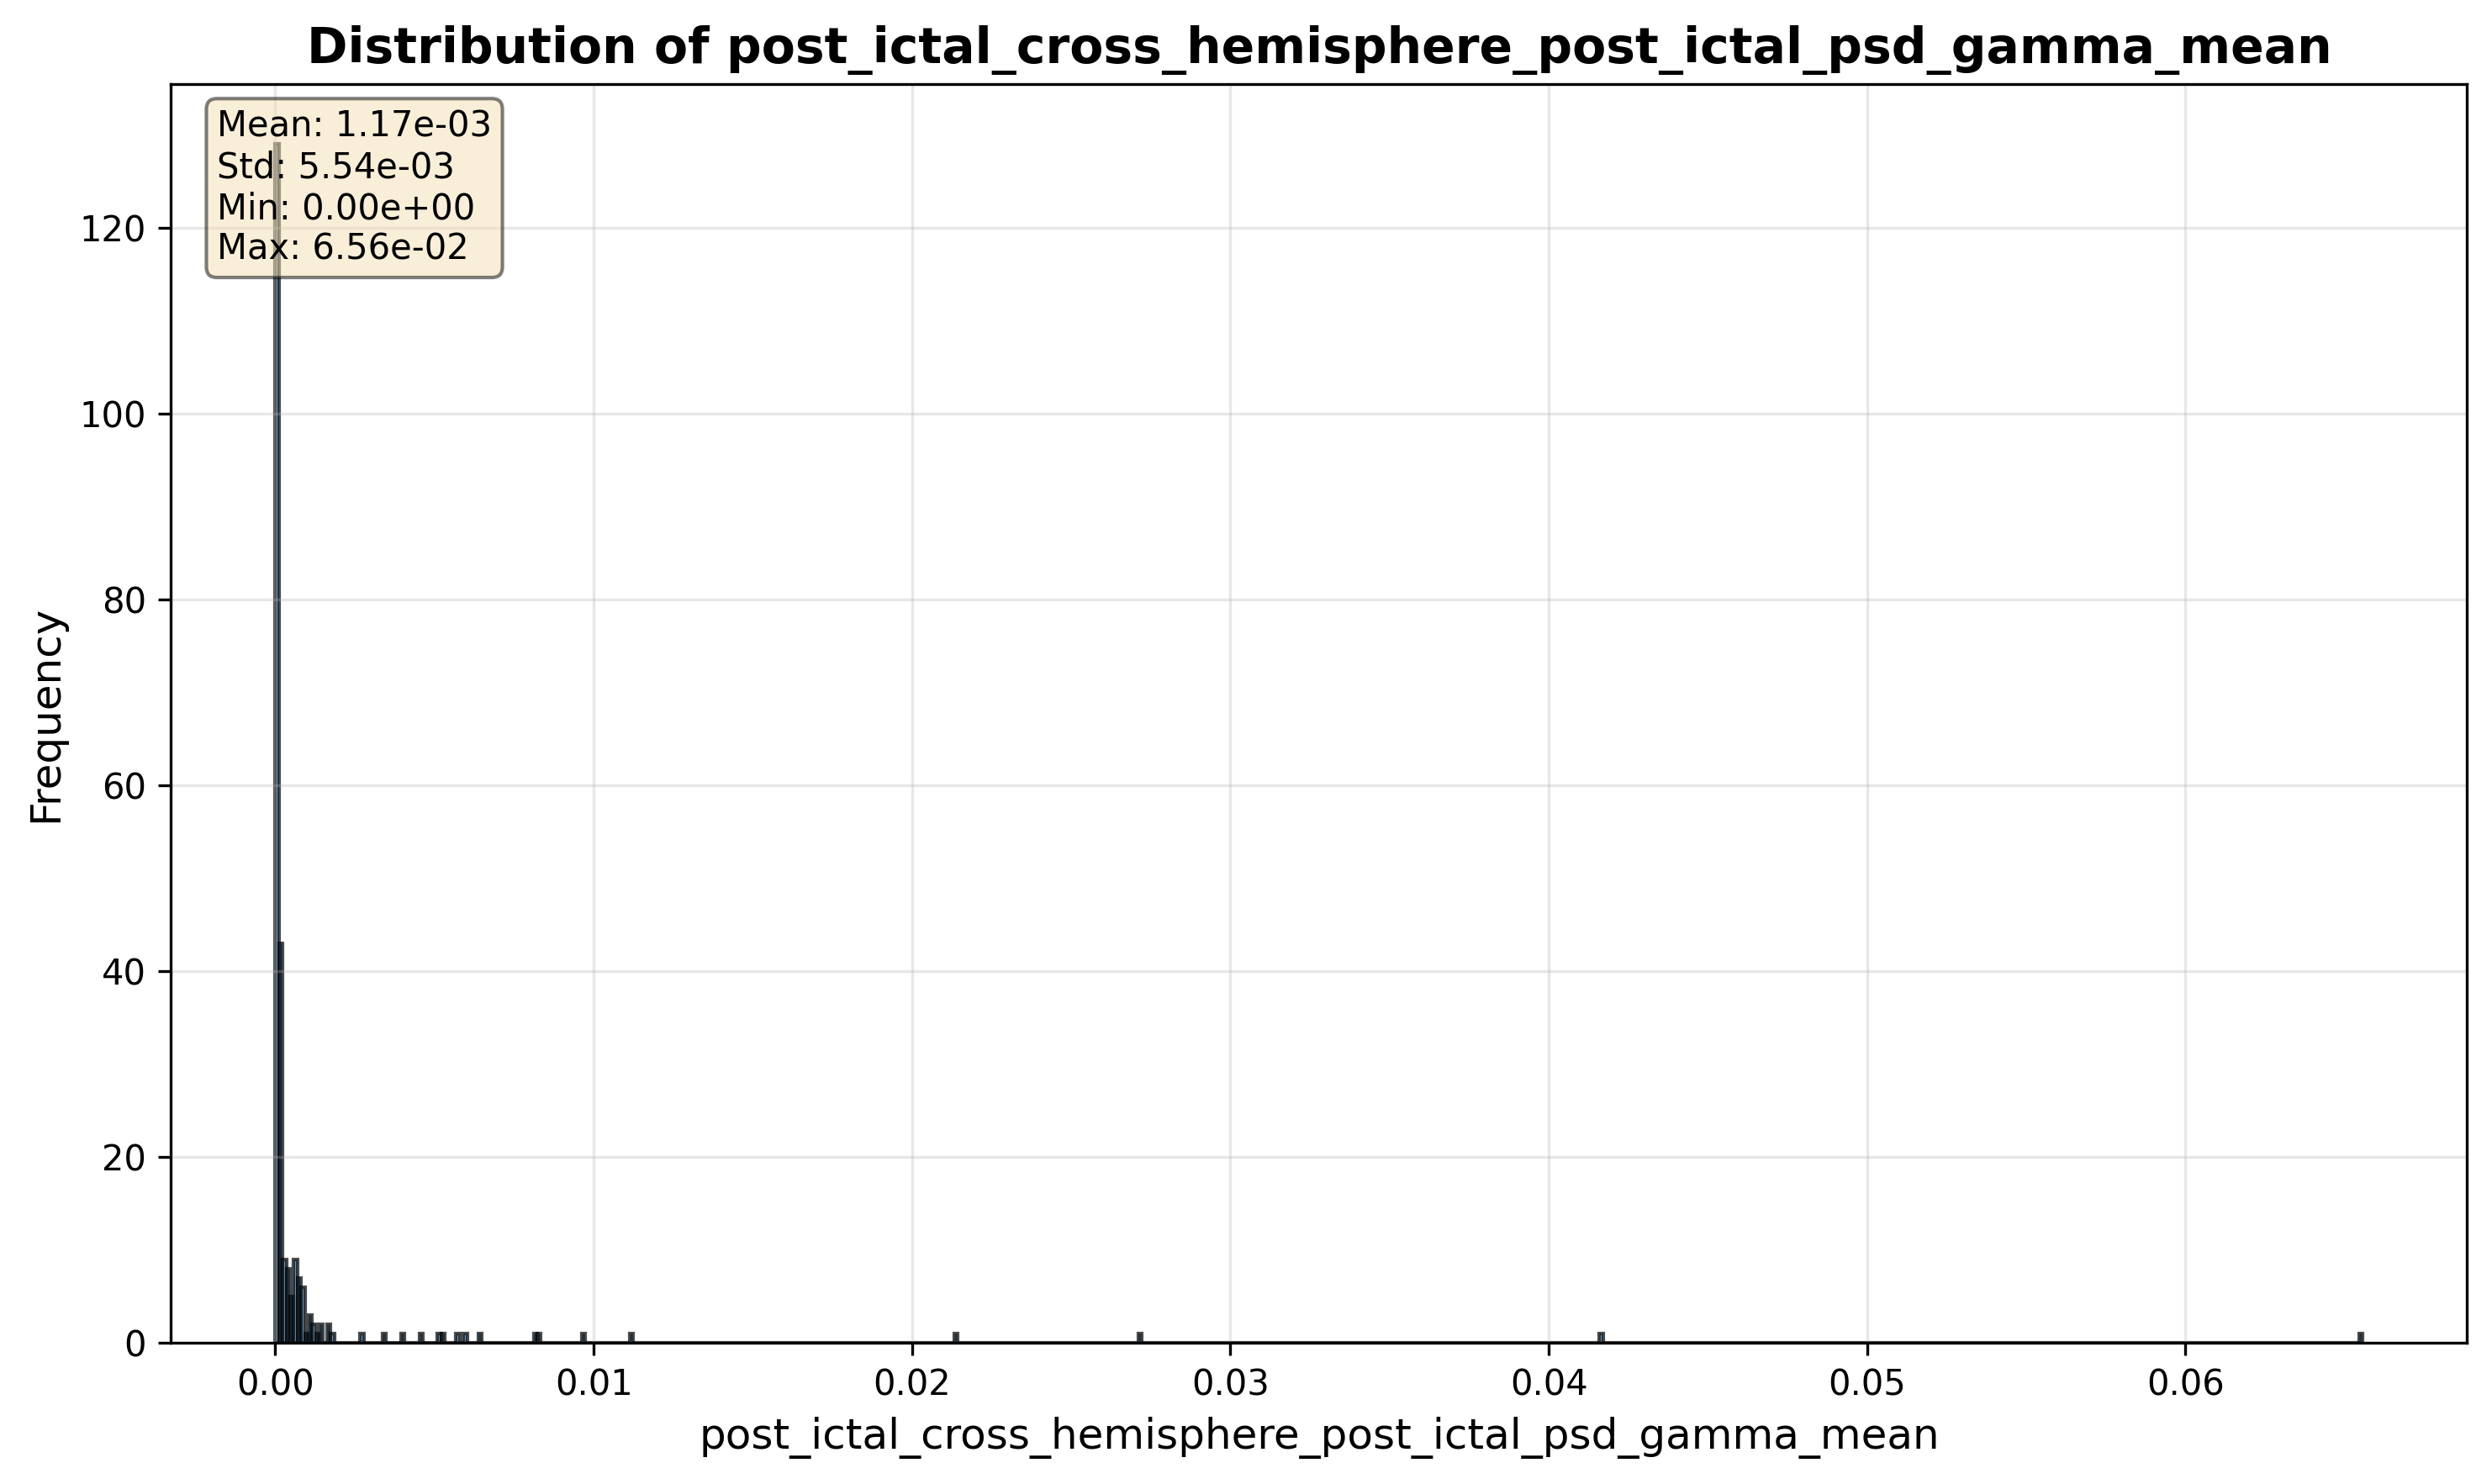 Distribution of post_ictal_cross_hemisphere_post_ictal_psd_gamma_mean
Mean: 1.17e-03
Std: 5.54e-03
Min: 0.00e+00
Max: 6.56e-02
Frequency
120
100
80
60
40
20
0
0.00 0.01 0.02 0.03 0.04 0.05 0.06
post_ictal_cross_hemisphere_post_ictal_psd_gamma_mean